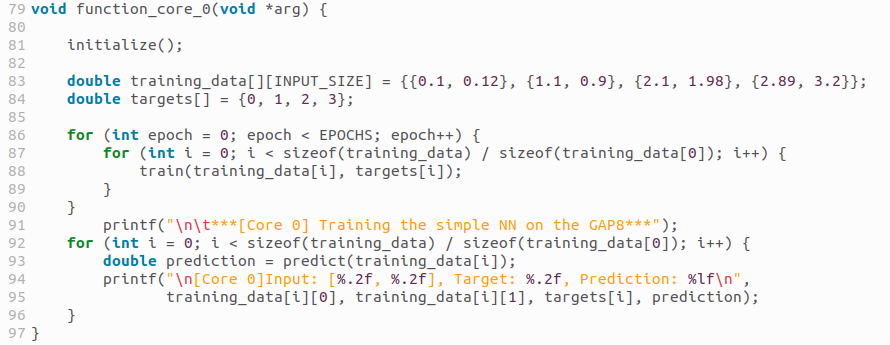 79 void function_core_0(void *arg) {
80
81     initialize();
82
83     double training_data[][INPUT_SIZE] = {{0.1, 0.12}, {1.1, 0.9}, {2.1, 1.98}, {2.89, 3.2}};
84     double targets[] = {0, 1, 2, 3};
85
86     for (int epoch = 0; epoch < EPOCHS; epoch++) {
87         for (int i = 0; i < sizeof(training_data) / sizeof(training_data[0]); i++) {
88             train(training_data[i], targets[i]);
89         }
90     }
91         printf("\n\t***[Core 0] Training the simple NN on the GAP8***");
92     for (int i = 0; i < sizeof(training_data) / sizeof(training_data[0]); i++) {
93         double prediction = predict(training_data[i]);
94         printf("\n[Core 0]Input: [%.2f, %.2f], Target: %.2f, Prediction: %lf\n",
95                training_data[i][0], training_data[i][1], targets[i], prediction);
96     }
97 }